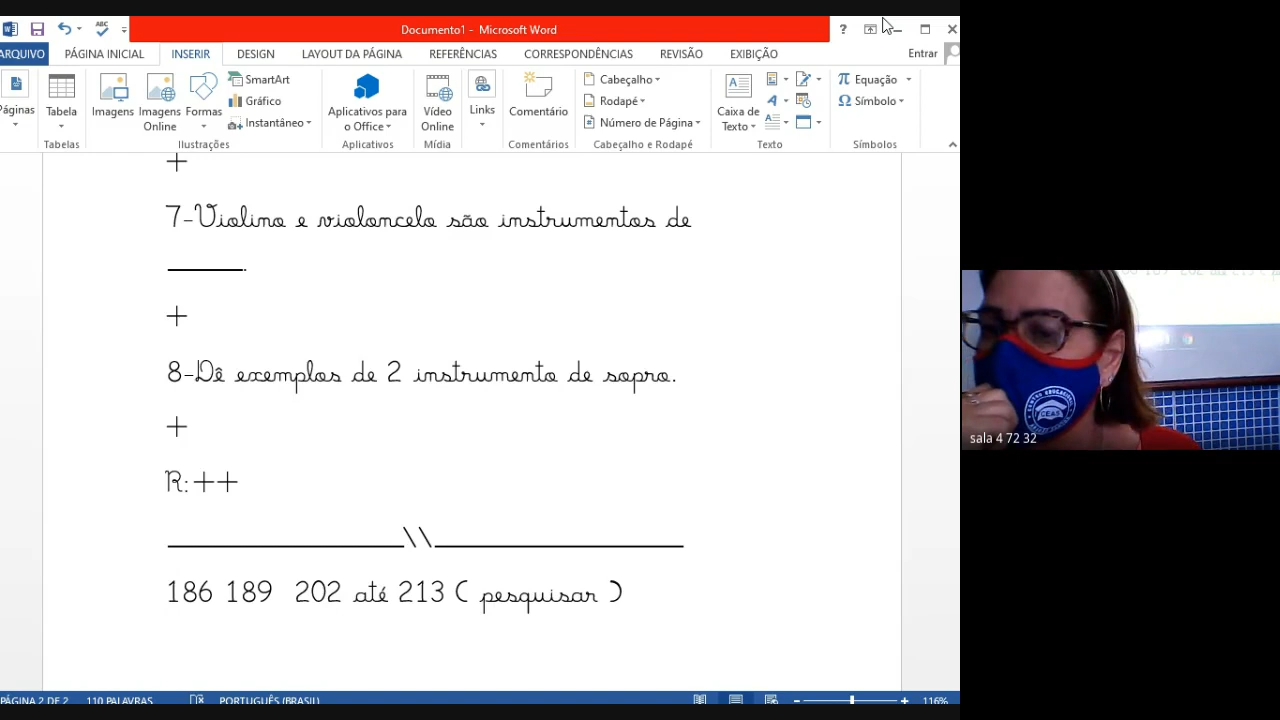 Documento1 - Microsoft Word
ARQUIVO PÁGINA INICIAL INSERIR DESIGN LAYOUT DA PÁGINA REFERÊNCIAS CORRESPONDÊNCIAS REVISÃO EXIBIÇÃO Entrar
Páginas
Tabela
Tabelas
Imagens
Imagens Online
Formas
SmartArt
Gráfico
Instantâneo
Ilustrações
Aplicativos para o Office
Aplicativos
Vídeo Online
Mídia
Links
Comentário
Comentários
Cabeçalho
Rodapé
Número de Página
Cabeçalho e Rodapé
Caixa de Texto
Texto
Equação
Símbolo
Símbolos
+
7-Violino e violoncelo são instrumentos de
______.
+
8-Dê exemplos de 2 instrumento de sopro.
+
R:++
__________________\\___________________
186 189 202 até 213 ( pesquisar )
PÁGINA 2 DE 2 110 PALAVRAS PORTUGUÊS (BRASIL) 116%
CEAS
sala 4 72 32